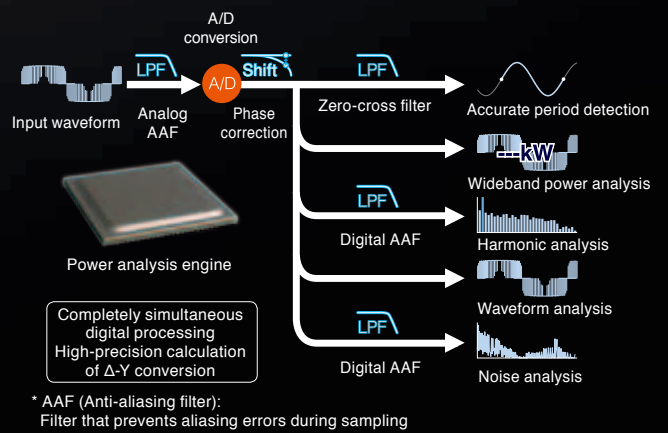 A/D
conversion
LPF
A/D
Shift
LPF
Input waveform
Analog
AAF
Phase
correction
Zero-cross filter
Accurate period detection
---kW
Wideband power analysis
LPF
Digital AAF
Harmonic analysis
Power analysis engine
Waveform analysis
Completely simultaneous
digital processing
High-precision calculation
of Δ-Y conversion
LPF
Digital AAF
Noise analysis
* AAF (Anti-aliasing filter):
Filter that prevents aliasing errors during sampling